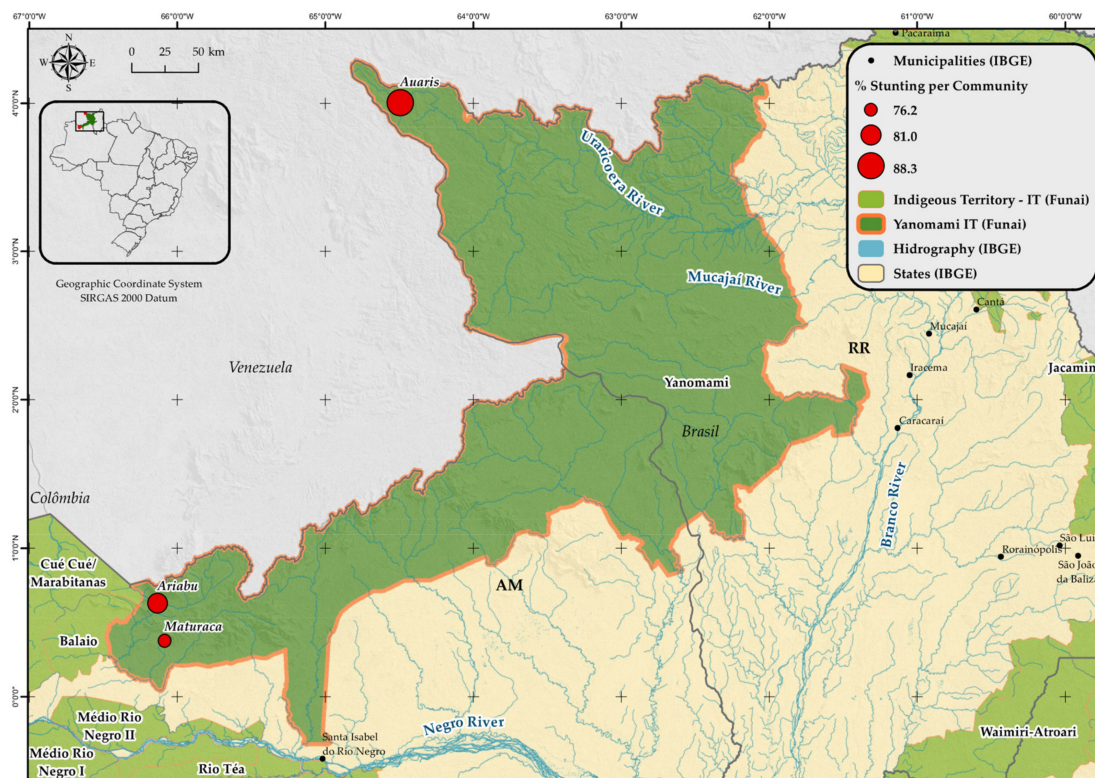 67°0'0"W
66°0'0"W
65°0'0"W
64°0'0"W
63°0'0"W
62°0'0"W
61°0'0"W
60°0'0"W
N
W
E
S
0 25 50 km
Geographic Coordinate System
SIRGAS 2000 Datum
4°0'0"N
3°0'0"N
2°0'0"N
1°0'0"N
0°0'0"
Pacaraima
Municipalities (IBGE)
% Stunting per Community
76.2
81.0
88.3
Indigeous Territory - IT (Funai)
Yanomami IT (Funai)
Hidrography (IBGE)
States (IBGE)
Auaris
Uraricoera River
Mucajaí River
Cantá
Mucajaí
RR
Iracema
Jacamim
Venezuela
Yanomami
Brasil
Caracaraí
Branco River
Colômbia
Cué Cué/
Marabitanas
Ariabu
Maturaca
Balaio
AM
Rorainópolis
São Lui
São João
da Baliz
Médio Rio
Negro II
Médio Rio
Negro I
Rio Téa
Santa Isabel
do Rio Negro
Negro River
Waimiri-Atroari